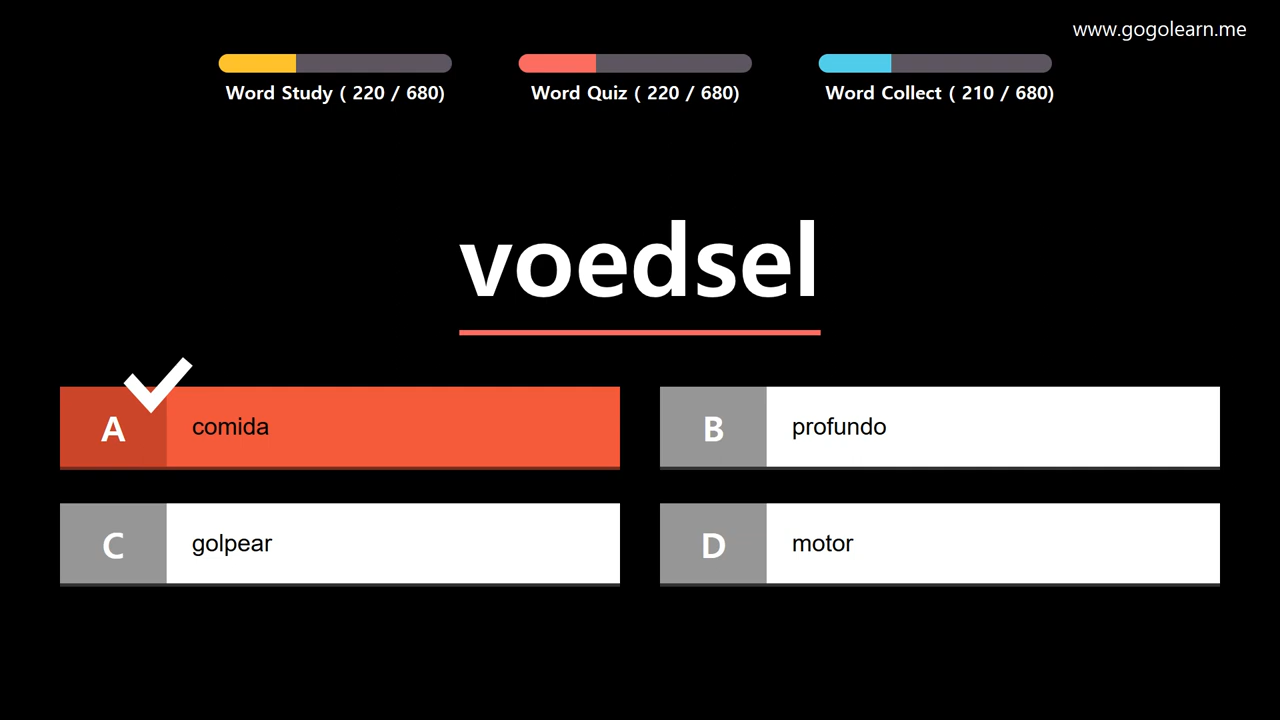 www.gogolearn.me
Word Study ( 220 / 680)
Word Quiz ( 220 / 680)
Word Collect ( 210 / 680)
voedsel
A comida
B profundo
C golpear
D motor